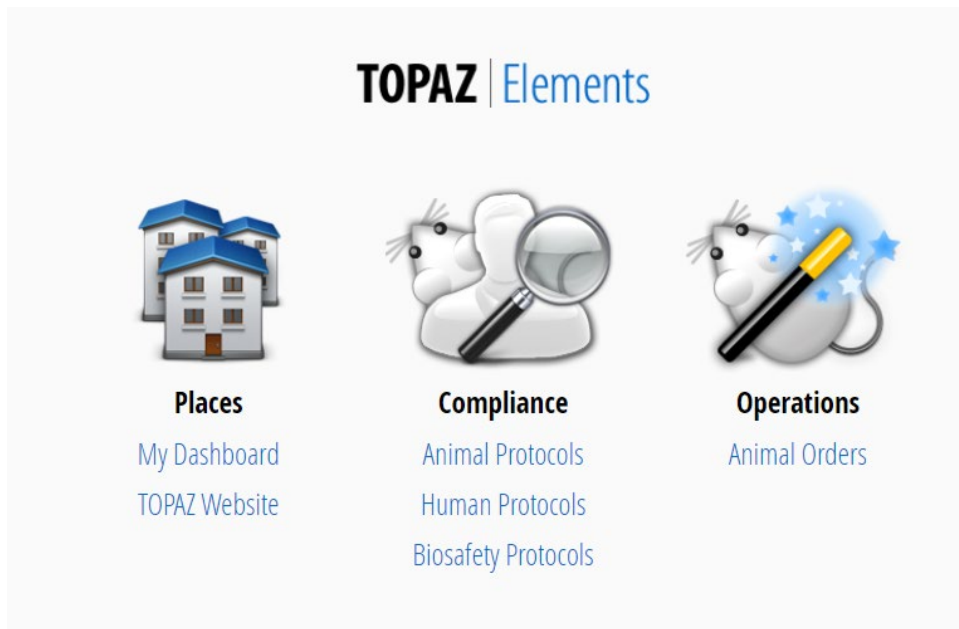 TOPAZ | Elements
Places
My Dashboard
TOPAZ Website
Compliance
Animal Protocols
Human Protocols
Biosafety Protocols
Operations
Animal Orders